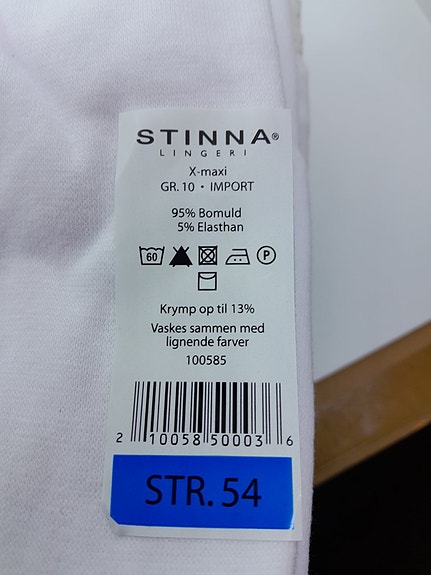 STINNA®
LINGERI
X-maxi
GR. 10 • IMPORT
95% Bomuld
5% Elasthan
60
P
Krymp op til 13%
Vaskes sammen med
lignende farver
100585
2 10058 50003 6
STR. 54